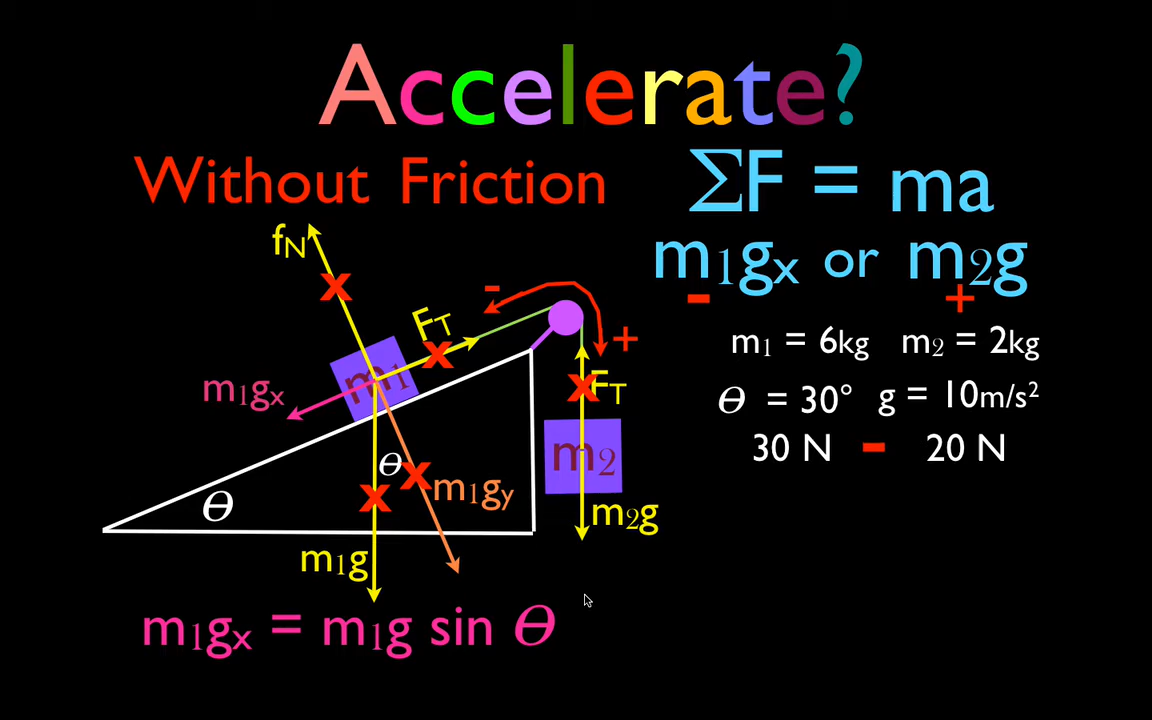 Accelerate?
Without Friction
ΣF = ma
m₁gₓ or m₂g
- +
fN
X
-
+
FT
X
m₁ = 6kg m₂ = 2kg
m₁
m₁gₓ
X
FT
ϴ = 30° g = 10m/s²
30 N - 20 N
m₂
ϴ
X
X
m₁gy
ϴ
m₂g
m₁g
m₁gₓ = m₁g sin ϴ